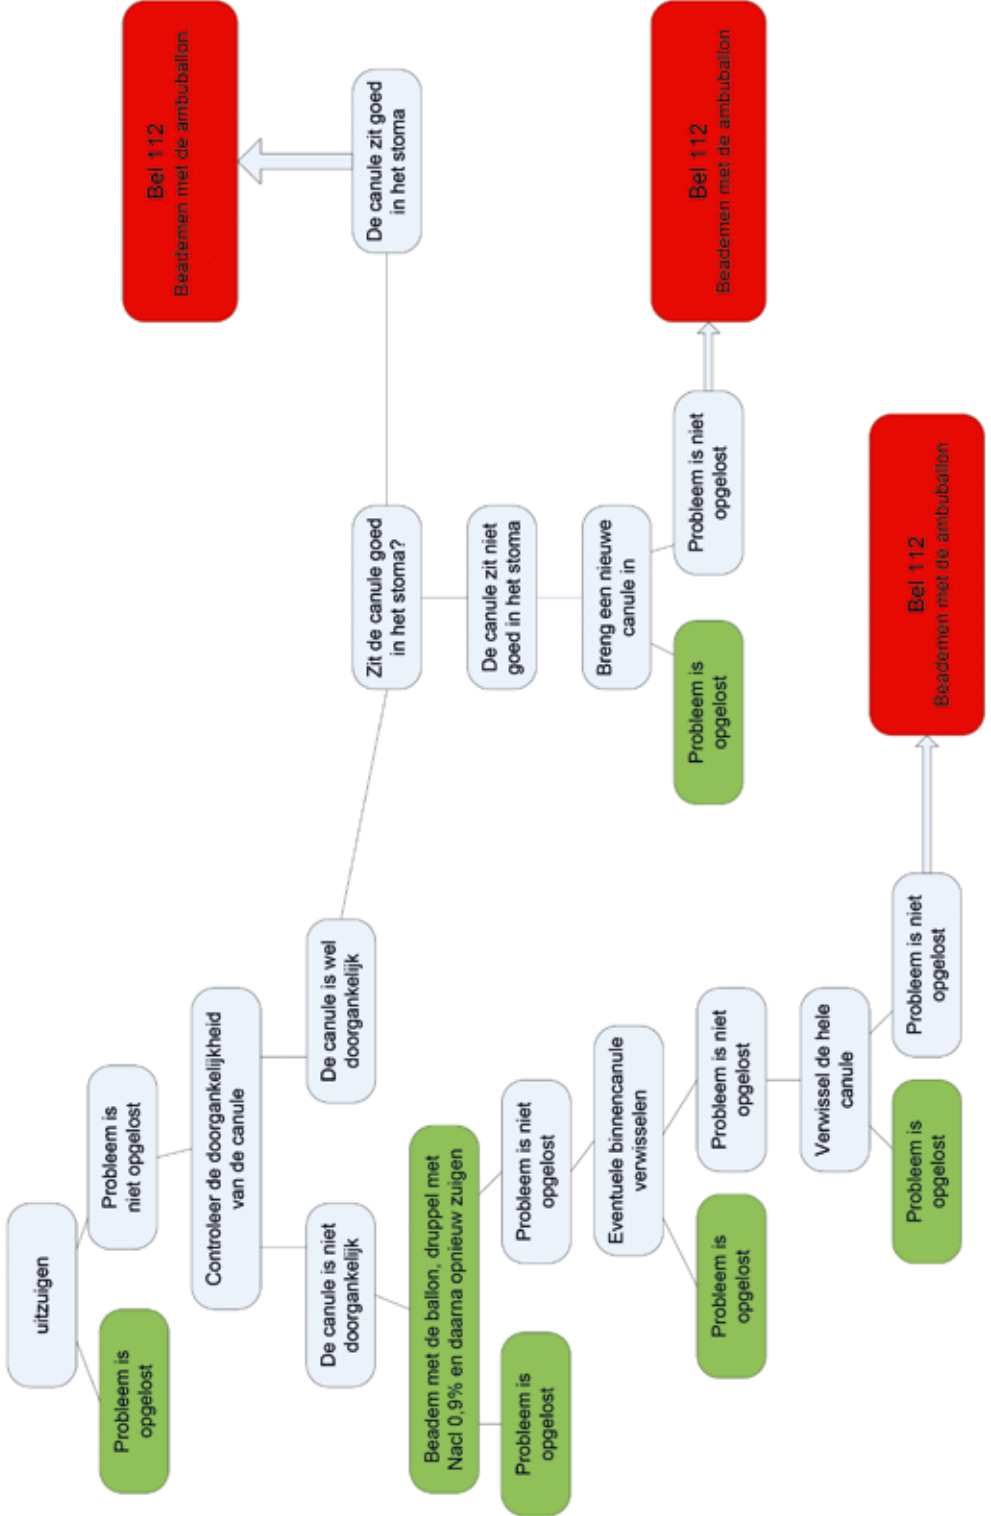 uitzuigen
Probleem is
opgelost
Probleem is
niet opgelost
Controleer de doorgankelijkheid
van de canule
De canule is niet
doorgankelijk
De canule is wel
doorgankelijk
Zit de canule goed
in het stoma?
De canule zit goed
in het stoma
Bel 112
Beademen met de ambuballon.
Beadem met de ballon, druppel met
Nacl 0,9% en daarna opnieuw zuigen
De canule zit niet
goed in het stoma
Probleem is
opgelost
Probleem is niet
opgelost
Breng een nieuwe
canule in
Eventuele binnencanule
verwisselen
Probleem is
opgelost
Probleem is niet
opgelost
Bel 112
Beademen met de ambuballon
Probleem is
opgelost
Probleem is niet
opgelost
Verwissel de hele
canule
Probleem is
opgelost
Probleem is niet
opgelost
Bel 112
Beademen met de ambuballon